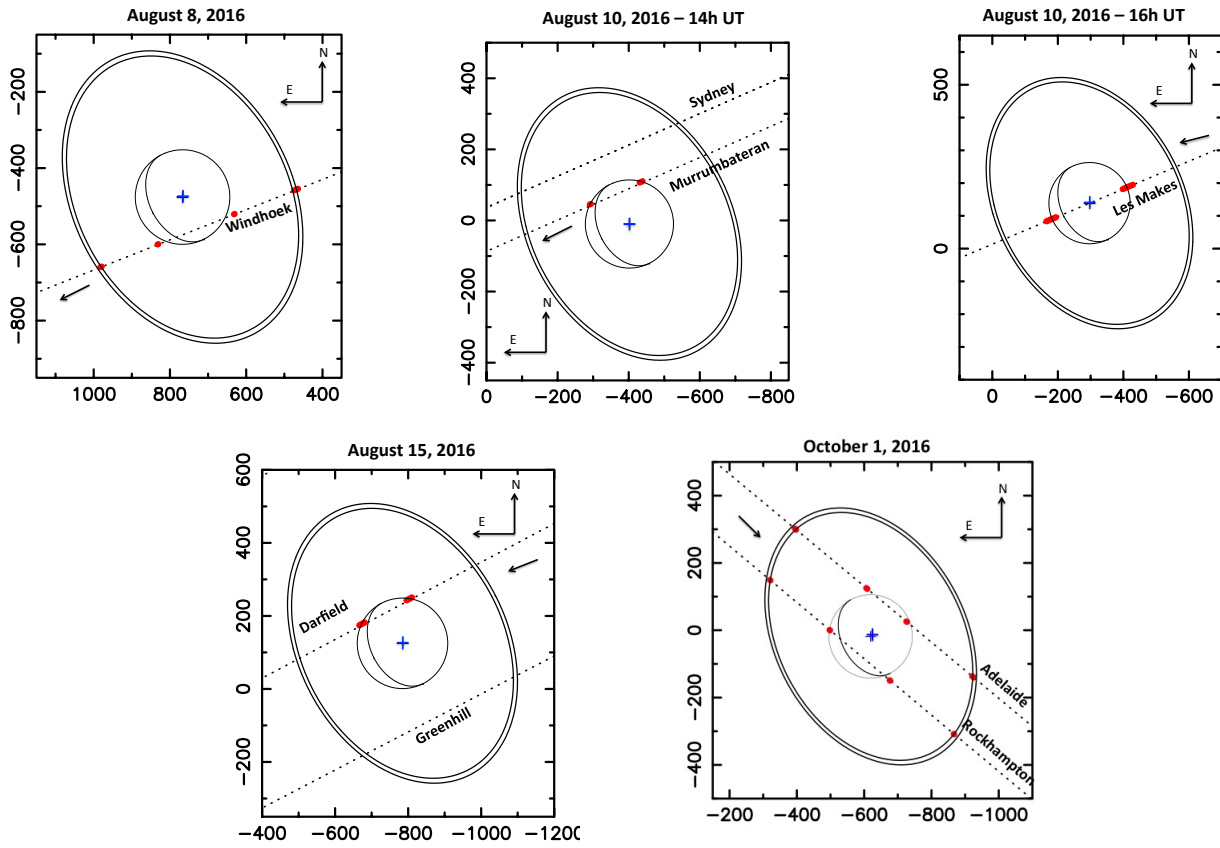 August 8, 2016
August 10, 2016 – 14h UT
August 10, 2016 – 16h UT
−200
−400
−600
−800
N
E
Windhoek
1000
800
600
400
400
200
0
−200
−400
Sydney
Murrumbateran
N
E
0
−200
−400
−600
−800
500
0
N
E
Les Makes
0
−200
−400
−600
August 15, 2016
October 1, 2016
600
400
200
0
−200
N
E
Darfield
Greenhill
−400
−600
−800
−1000
−1200
400
200
0
−200
−400
N
E
Adelaide
Rockhampton
−200
−400
−600
−800
−1000